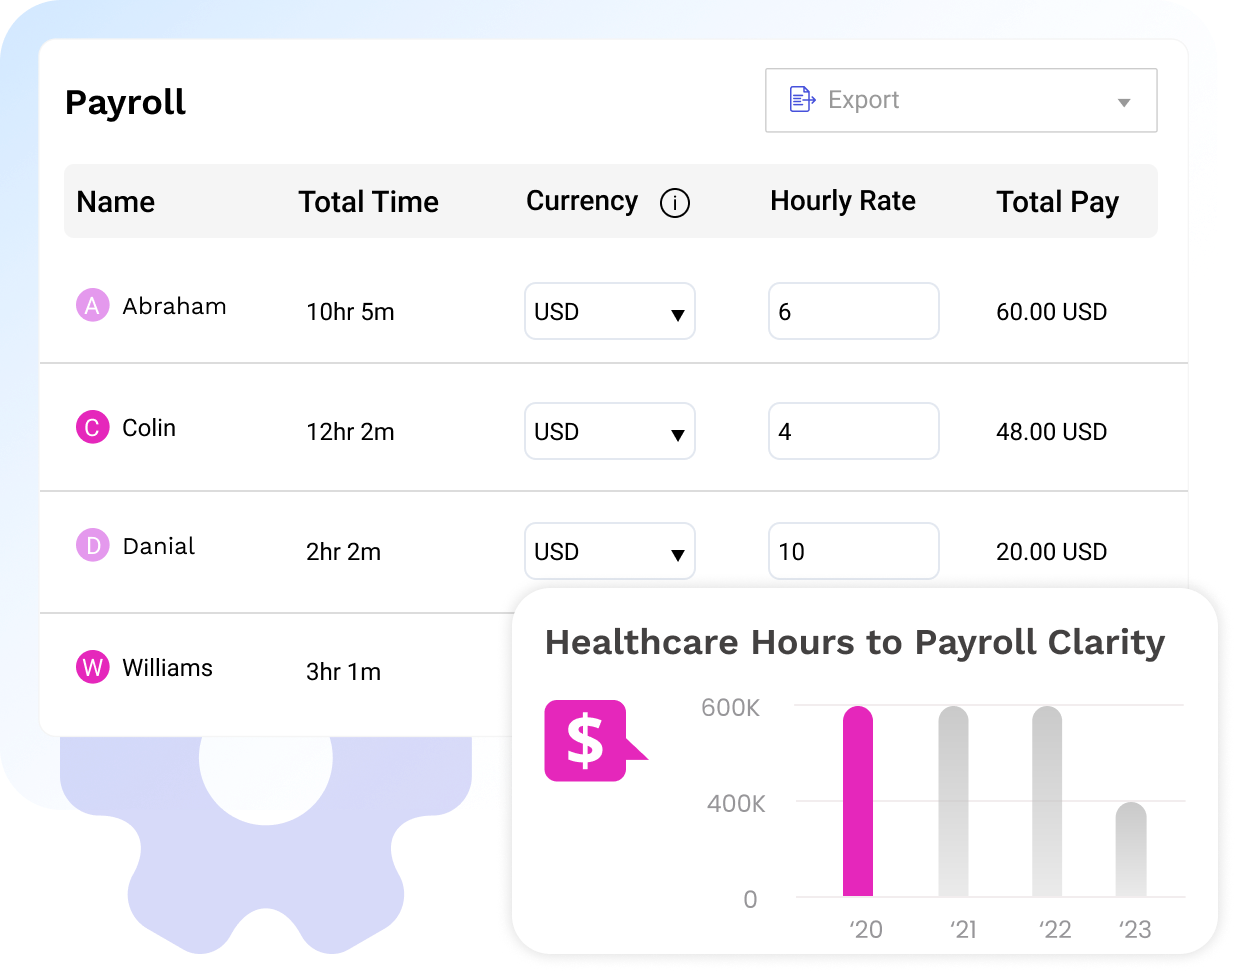 Payroll
Export
Name Total Time Currency i Hourly Rate Total Pay
A Abraham 10hr 5m USD 6 60.00 USD
C Colin 12hr 2m USD 4 48.00 USD
D Danial 2hr 2m USD 10 20.00 USD
W Williams 3hr 1m
Healthcare Hours to Payroll Clarity
$
600K
400K
0
‘20 ‘21 ‘22 ‘23